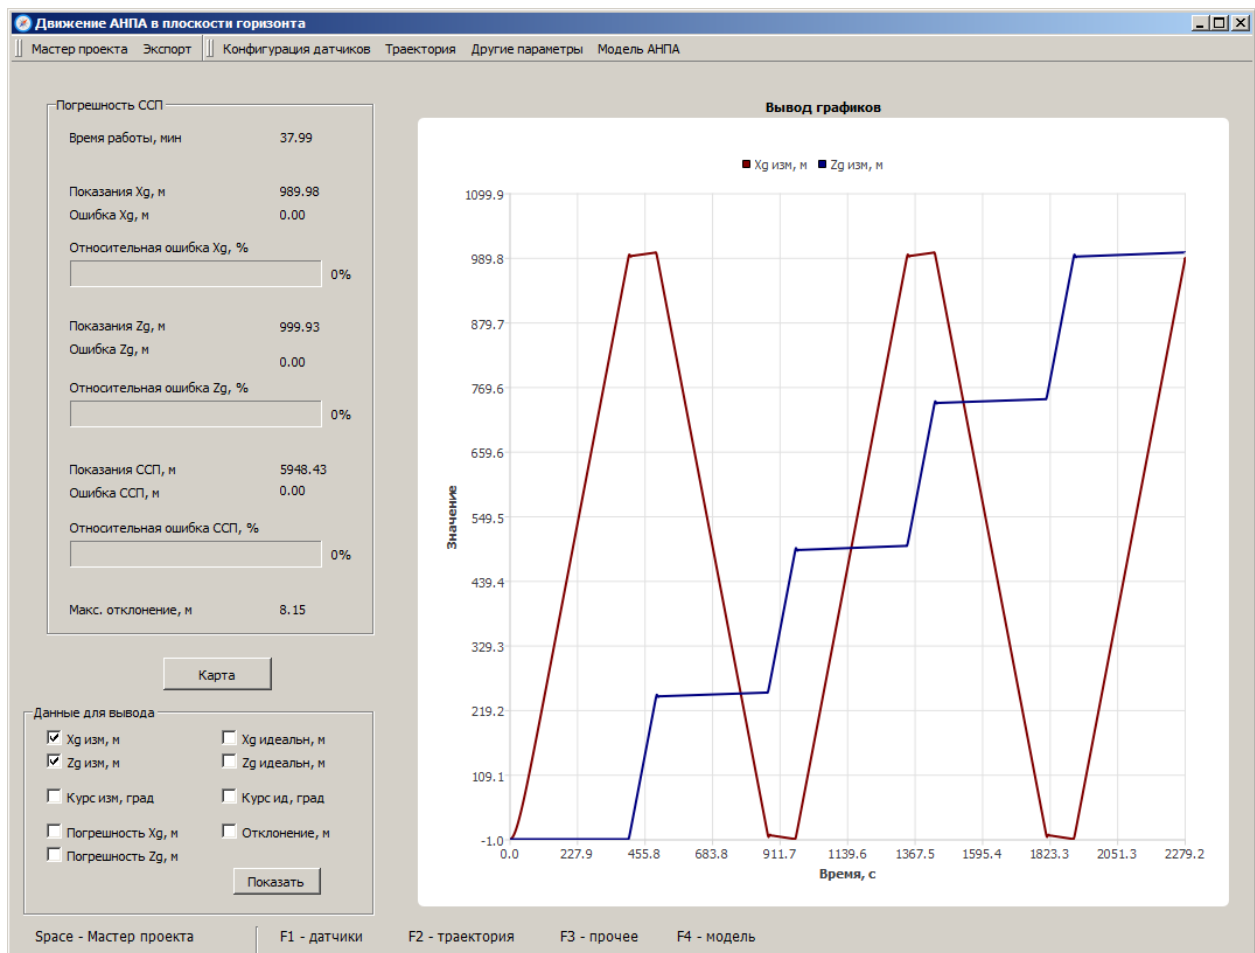 Движение АНПА в плоскости горизонта
Мастер проекта Экспорт Конфигурация датчиков Траектория Другие параметры Модель АНПА
Погрешность ССП
Время работы, мин 37.99
Показания Xg, м 989.98
Ошибка Xg, м 0.00
Относительная ошибка Xg, %
0%
Показания Zg, м 999.93
Ошибка Zg, м 0.00
Относительная ошибка Zg, %
0%
Показания ССП, м 5948.43
Ошибка ССП, м 0.00
Относительная ошибка ССП, %
0%
Макс. отклонение, м 8.15
Карта
Данные для вывода
Xg изм, м Xg идеальн, м
Zg изм, м Zg идеальн, м
Курс изм, град Курс ид, град
Погрешность Xg, м Отклонение, м
Погрешность Zg, м
Показать
Вывод графиков
Xg изм, м Zg изм, м
1099.9
989.8
879.7
769.6
659.6
549.5
439.4
329.3
219.2
109.1
-1.0
Значение
0.0 227.9 455.8 683.8 911.7 1139.6 1367.5 1595.4 1823.3 2051.3 2279.2
Время, с
Space - Мастер проекта F1 - датчики F2 - траектория F3 - прочее F4 - модель